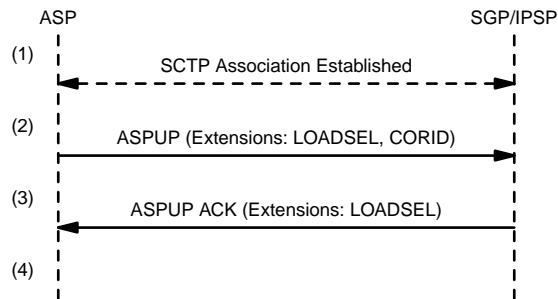 ASP SGP/IPSP
(1)
SCTP Association Established
(2)
ASPUP (Extensions: LOADSEL, CORID)
(3)
ASPUP ACK (Extensions: LOADSEL)
(4)